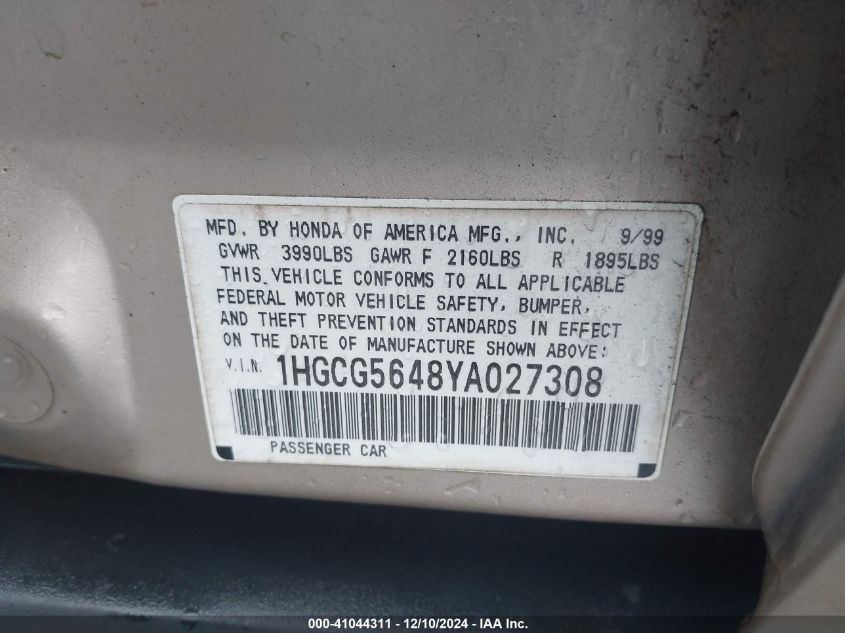 MFD. BY HONDA OF AMERICA MFG., INC. 9/99
GVWR 3990LBS GAWR F 2160LBS R 1895LBS
THIS VEHICLE CONFORMS TO ALL APPLICABLE
FEDERAL MOTOR VEHICLE SAFETY, BUMPER,
AND THEFT PREVENTION STANDARDS IN EFFECT
ON THE DATE OF MANUFACTURE SHOWN ABOVE:
V.I.N. 1HGCG5648YA027308
PASSENGER CAR
000-41044311 - 12/10/2024 - IAA Inc.